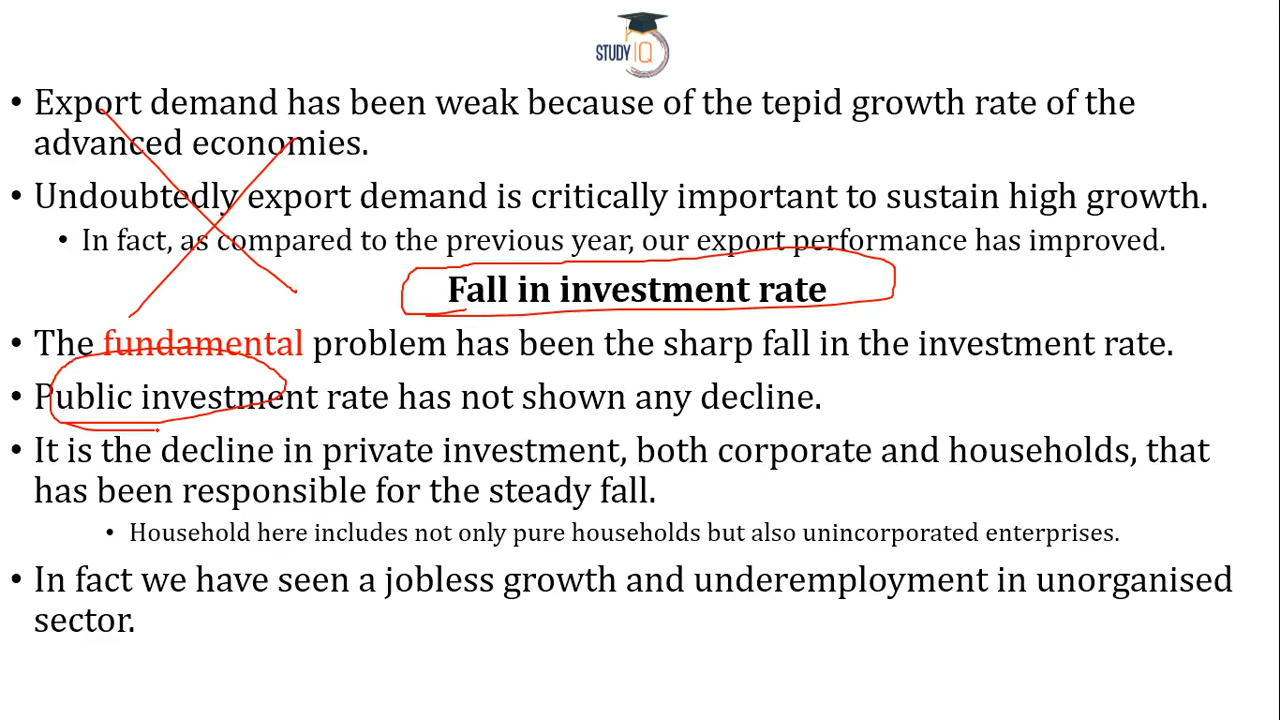 STUDY IQ
• Export demand has been weak because of the tepid growth rate of the
advanced economies.
• Undoubtedly export demand is critically important to sustain high growth.
• In fact, as compared to the previous year, our export performance has improved.
Fall in investment rate
• The fundamental problem has been the sharp fall in the investment rate.
• Public investment rate has not shown any decline.
• It is the decline in private investment, both corporate and households, that
has been responsible for the steady fall.
• Household here includes not only pure households but also unincorporated enterprises.
• In fact we have seen a jobless growth and underemployment in unorganised
sector.